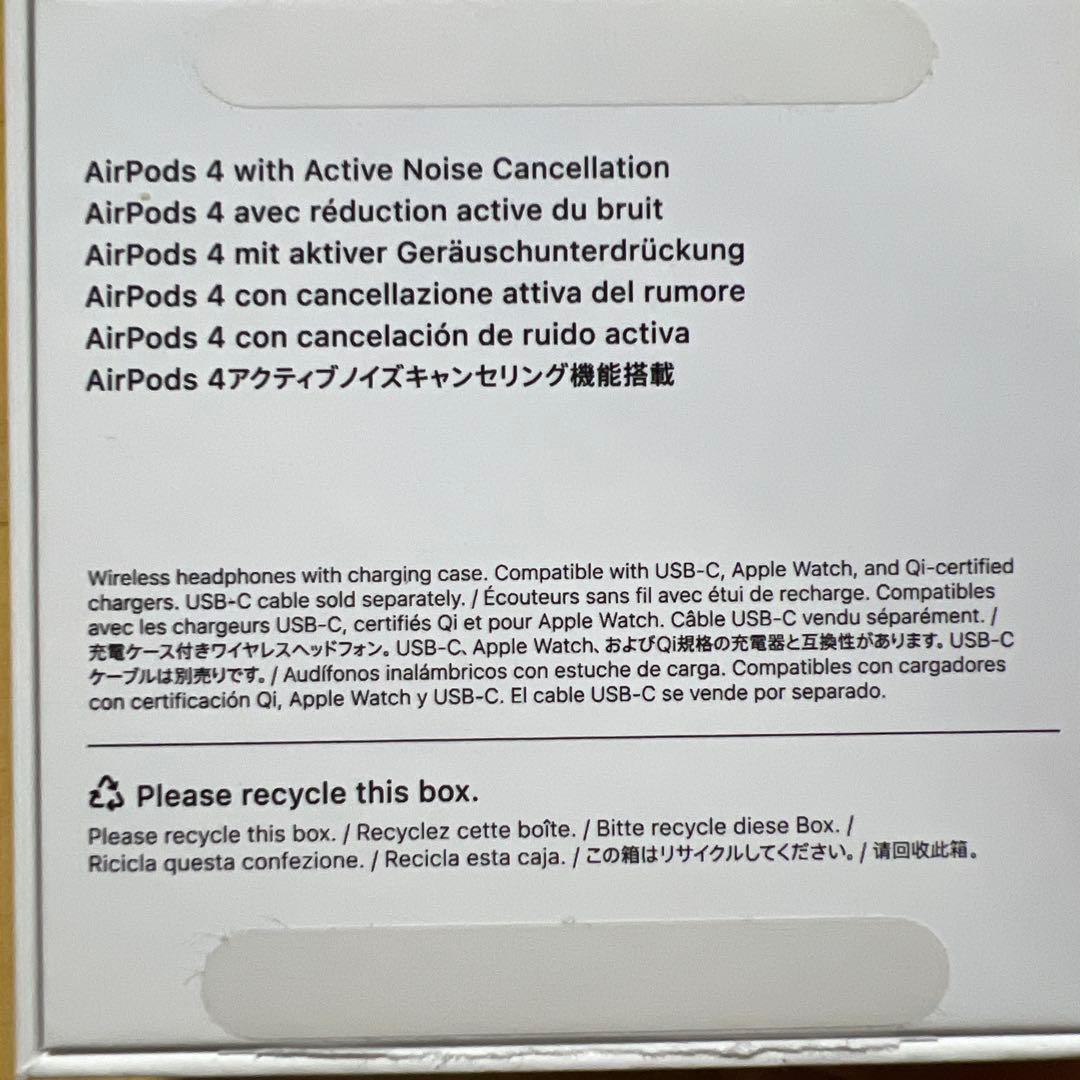 AirPods 4 with Active Noise Cancellation
AirPods 4 avec réduction active du bruit
AirPods 4 mit aktiver Geräuschunterdrückung
AirPods 4 con cancellazione attiva del rumore
AirPods 4 con cancelación de ruido activa
AirPods 4アクティブノイズキャンセリング機能搭載
Wireless headphones with charging case. Compatible with USB-C, Apple Watch, and Qi-certified
chargers. USB-C cable sold separately. / Écouteurs sans fil avec étui de recharge. Compatibles
avec les chargeurs USB-C, certifiés Qi et pour Apple Watch. Câble USB-C vendu séparément. /
充電ケース付きワイヤレスヘッドフォン。USB-C、Apple Watch、およびQi規格の充電器と互換性があります。USB-C
ケーブルは別売りです。/ Audífonos inalámbricos con estuche de carga. Compatibles con cargadores
con certificación Qi, Apple Watch y USB-C. El cable USB-C se vende por separado.
Please recycle this box.
Please recycle this box. / Recyclez cette boîte. / Bitte recycle diese Box. /
Ricicla questa confezione. / Recicla esta caja. / この箱はリサイクルしてください。/ 请回收此箱。